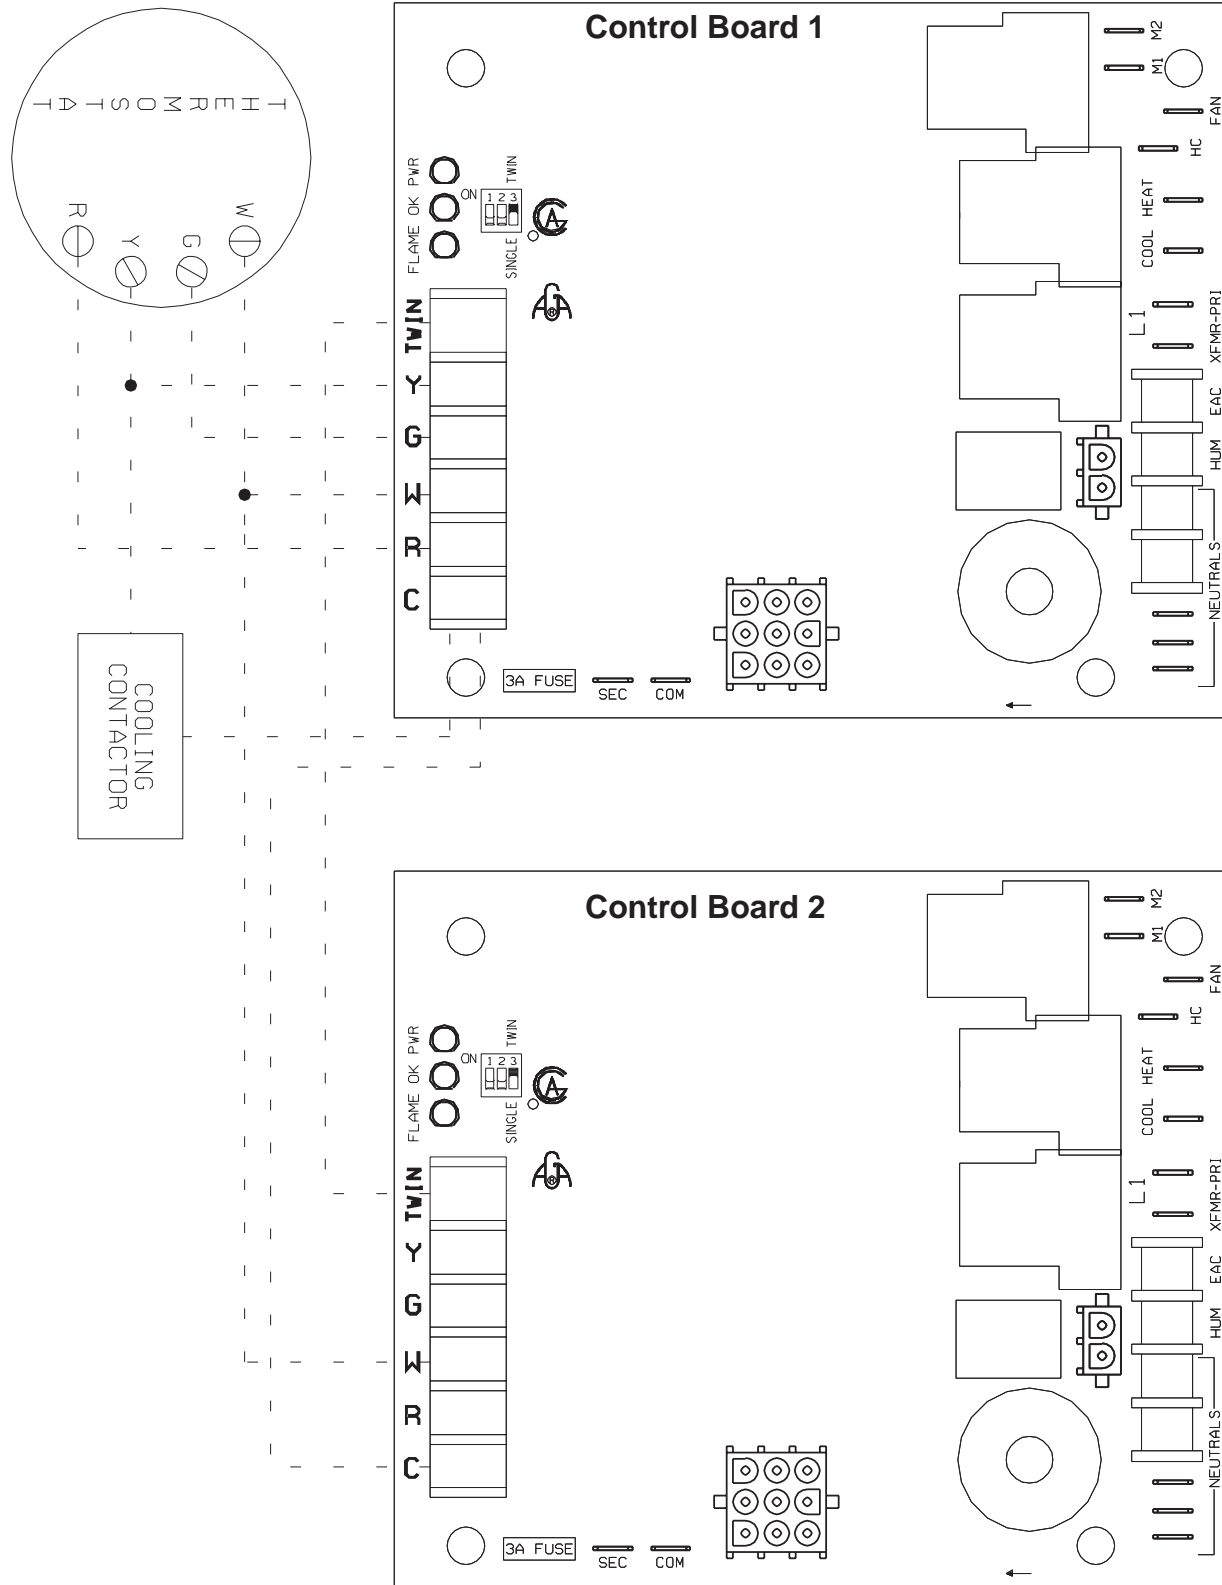 Control Board 1
THERMOSTAT
R
Y
G
W
COOLING
CONTACTOR
FLAME OK PWR
ON
1 2 3
SINGLE
TWIN
TWIN
Y
G
W
R
C
3A FUSE
SEC
COM
M2
M1
FAN
HC
COOL HEAT
L1
XFMR-PRI
EAC
HUM
NEUTRALS
Control Board 2
FLAME OK PWR
ON
1 2 3
SINGLE
TWIN
TWIN
Y
G
W
R
C
3A FUSE
SEC
COM
M2
M1
FAN
HC
COOL HEAT
L1
XFMR-PRI
EAC
HUM
NEUTRALS